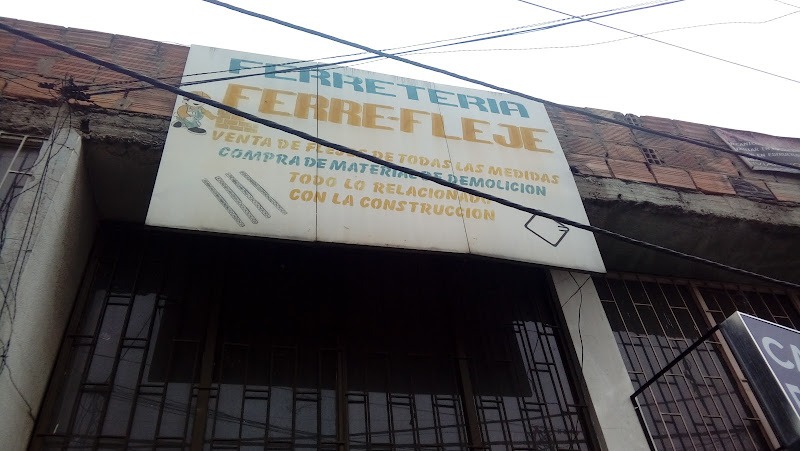 FERRETERIA
FERRE-FLEJE
VENTA DE FLEJES DE TODAS LAS MEDIDAS
COMPRA DE MATERIALES DE DEMOLICION
TODO LO RELACIONADO
CON LA CONSTRUCCION